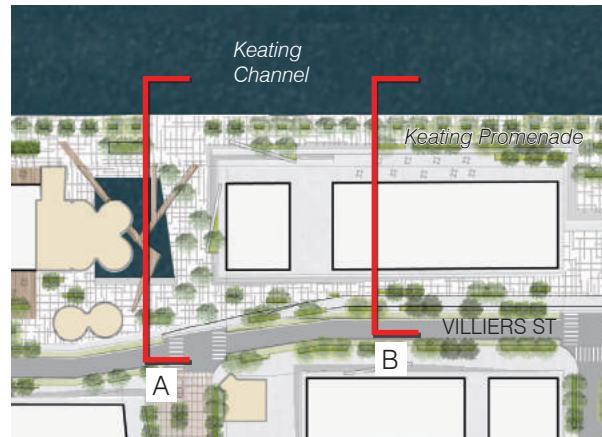 Keating
Channel
Keating Promenade
VILLIERS ST
A
B